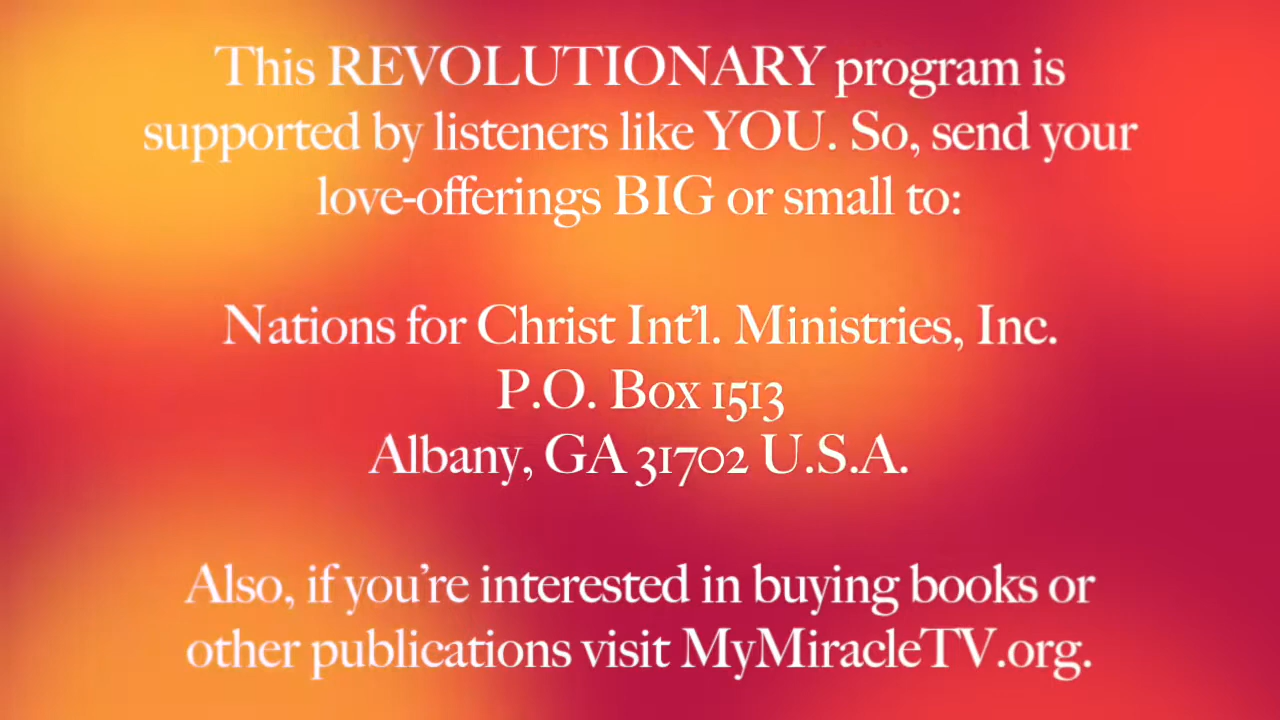 This REVOLUTIONARY program is
supported by listeners like YOU. So, send your
love-offerings BIG or small to:
Nations for Christ Int'l. Ministries, Inc.
P.O. Box 1513
Albany, GA 31702 U.S.A.
Also, if you're interested in buying books or
other publications visit MyMiracleTV.org.